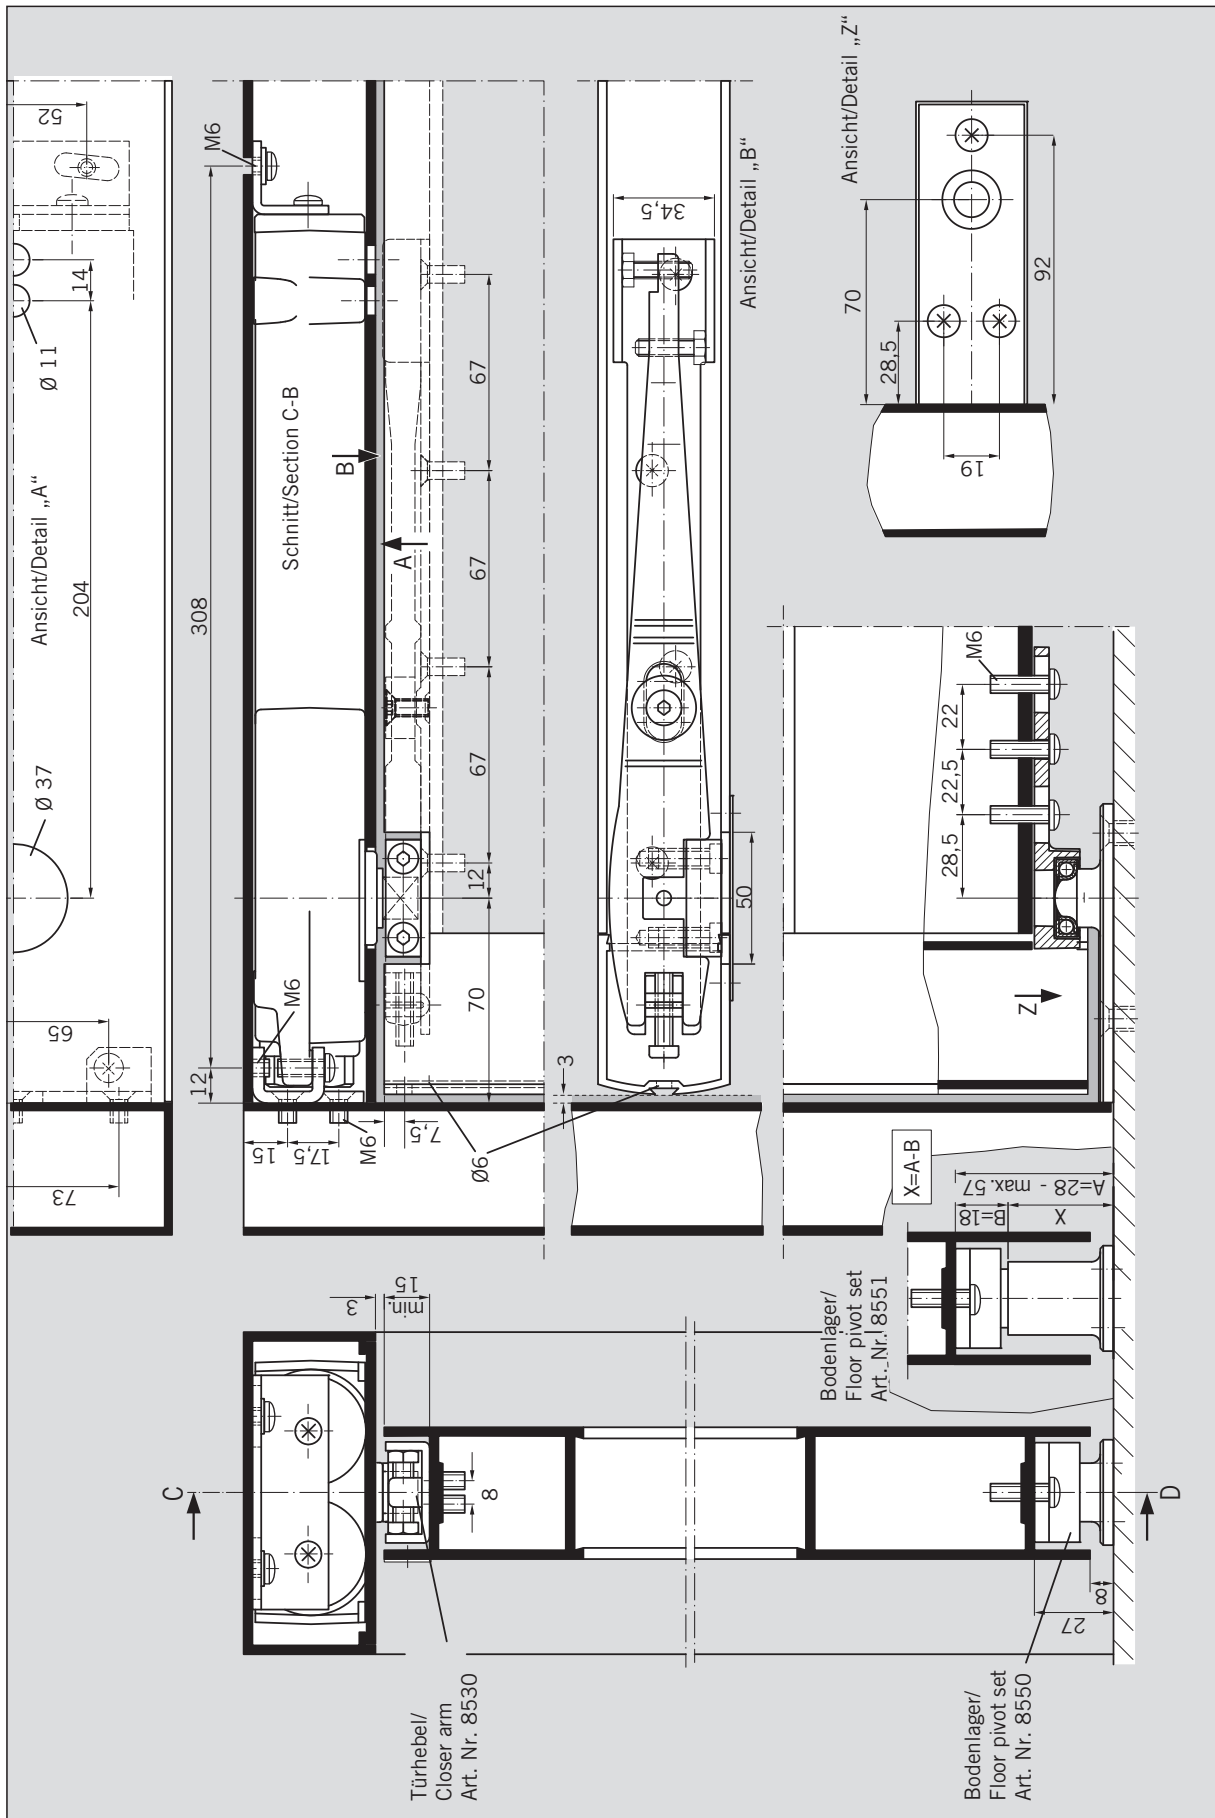 52
M6
14
Ø 11
Ansicht/Detail „A“
204
Ø 37
65
73
308
12
M6
M6
15
17,5
Schnitt/Section C-B
B
A
67
67
67
12
70
7,5
Ø6
3
34,5
Ansicht/Detail „B“
50
Ansicht/Detail „Z“
70
92
28,5
19
M6
22
22,5
28,5
Z
X=A-B
A=28 - max.57
B=18
X
Bodenlager/
Floor pivot set
Art. Nr. 8551
3
min.
15
8
C
D
8
27
Türhebel/
Closer arm
Art. Nr. 8530
Bodenlager/
Floor pivot set
Art. Nr. 8550